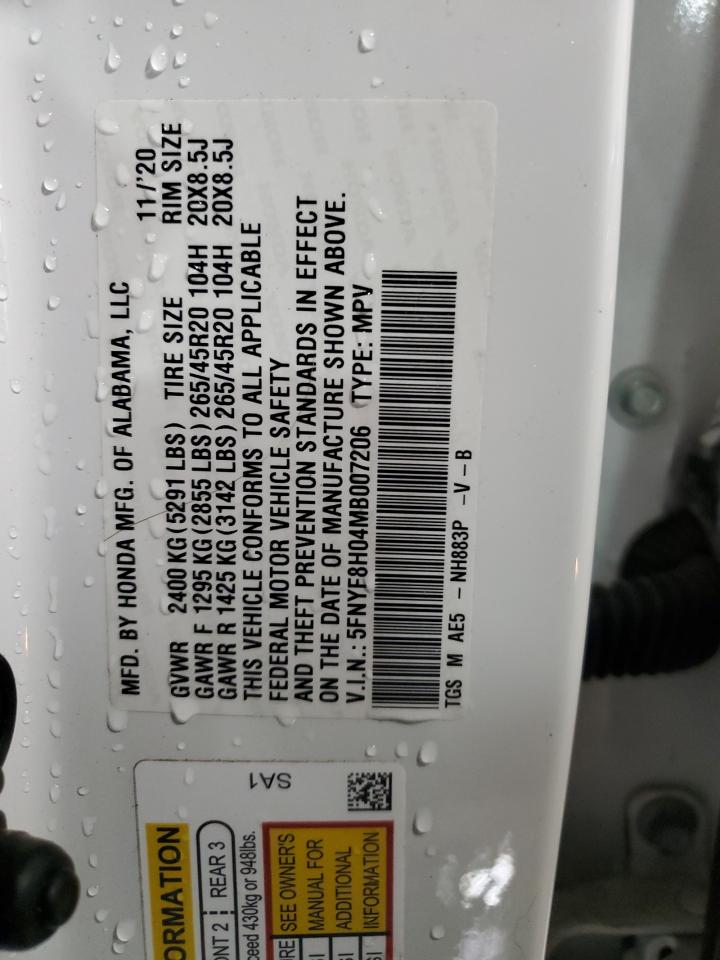 MFD. BY HONDA MFG. OF ALABAMA, LLC 11/'20
GVWR 2400 KG (5291 LBS) TIRE SIZE RIM SIZE
GAWR F 1295 KG (2855 LBS) 265/45R20 104H 20X8.5J
GAWR R 1425 KG (3142 LBS) 265/45R20 104H 20X8.5J
THIS VEHICLE CONFORMS TO ALL APPLICABLE
FEDERAL MOTOR VEHICLE SAFETY
AND THEFT PREVENTION STANDARDS IN EFFECT
ON THE DATE OF MANUFACTURE SHOWN ABOVE.
V.I.N.: 5FNYF8H04MB007206 TYPE: MPV
TGS M AE5 - NH883P -V-B
SA1
REAR 3
430kg or 948lbs.
SEE OWNER'S
MANUAL FOR
ADDITIONAL
INFORMATION